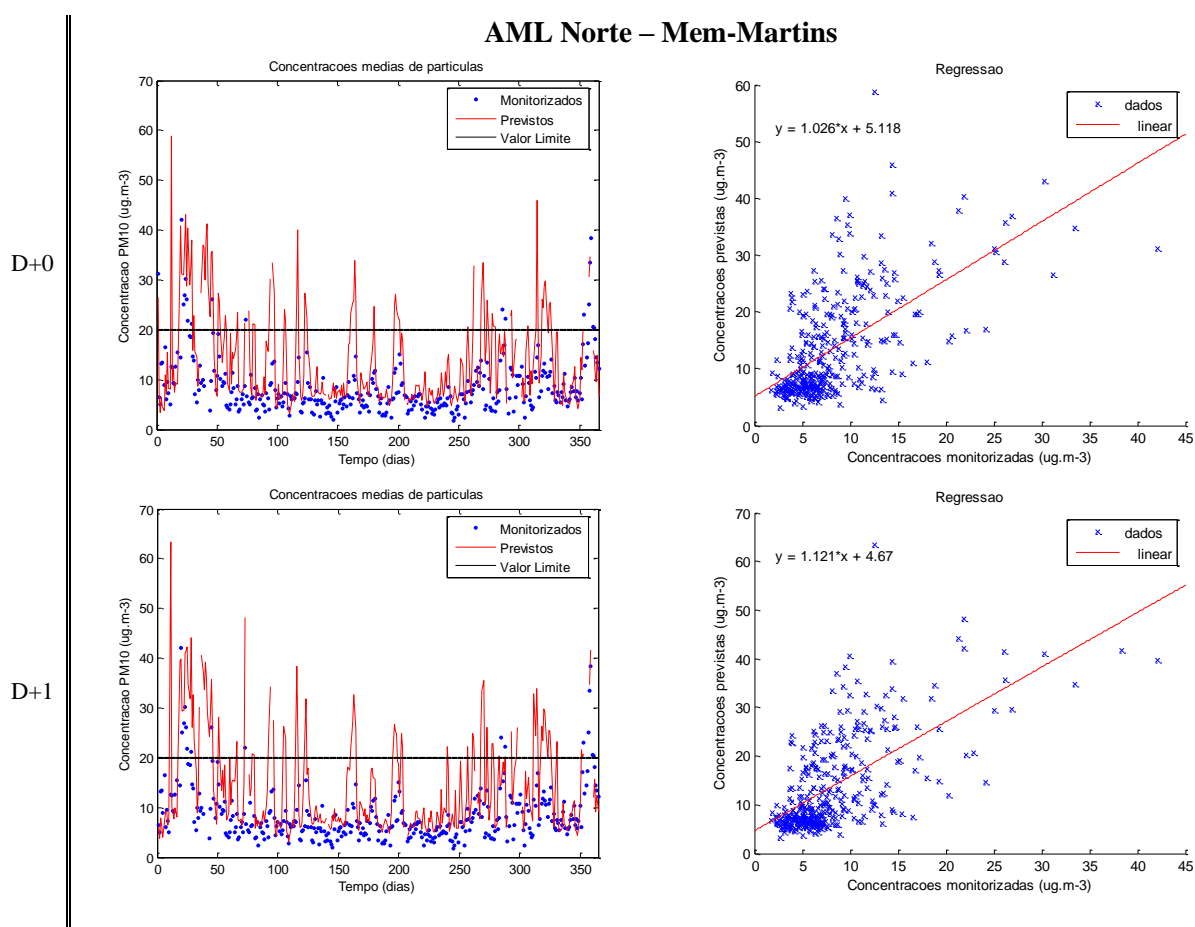 AML Norte – Mem-Martins
D+0
Concentracoes medias de particulas
Concentracao PM10 (ug.m-3)
70
60
50
40
30
20
10
0
Monitorizados
Previstos
Valor Limite
0 50 100 150 200 250 300 350
Tempo (dias)
Regressao
Concentracoes previstas (ug.m-3)
60
50
40
30
20
10
0
y = 1.026*x + 5.118
dados
linear
0 5 10 15 20 25 30 35 40 45
Concentracoes monitorizadas (ug.m-3)
D+1
Concentracoes medias de particulas
Concentracao PM10 (ug.m-3)
70
60
50
40
30
20
10
0
Monitorizados
Previstos
Valor Limite
0 50 100 150 200 250 300 350
Tempo (dias)
Regressao
Concentracoes previstas (ug.m-3)
70
60
50
40
30
20
10
0
y = 1.121*x + 4.67
dados
linear
0 5 10 15 20 25 30 35 40 45
Concentracoes monitorizadas (ug.m-3)